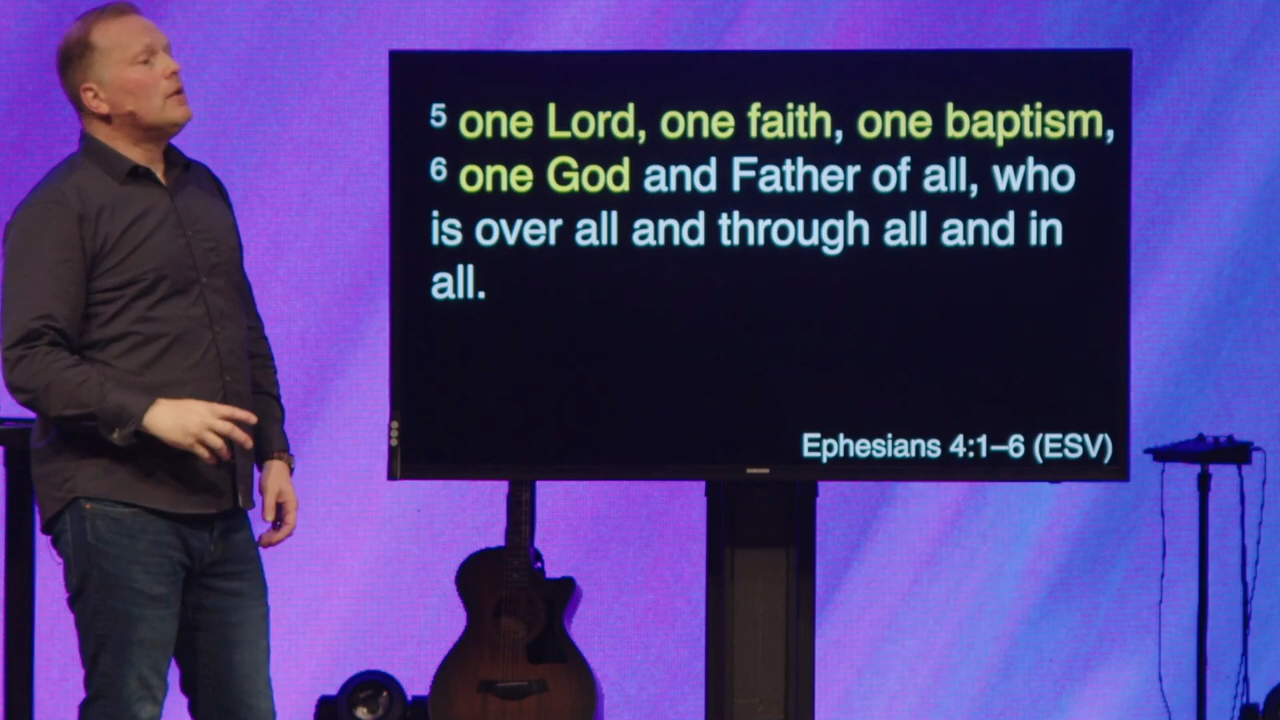 ⁵ one Lord, one faith, one baptism,
⁶ one God and Father of all, who
is over all and through all and in
all.
Ephesians 4:1–6 (ESV)